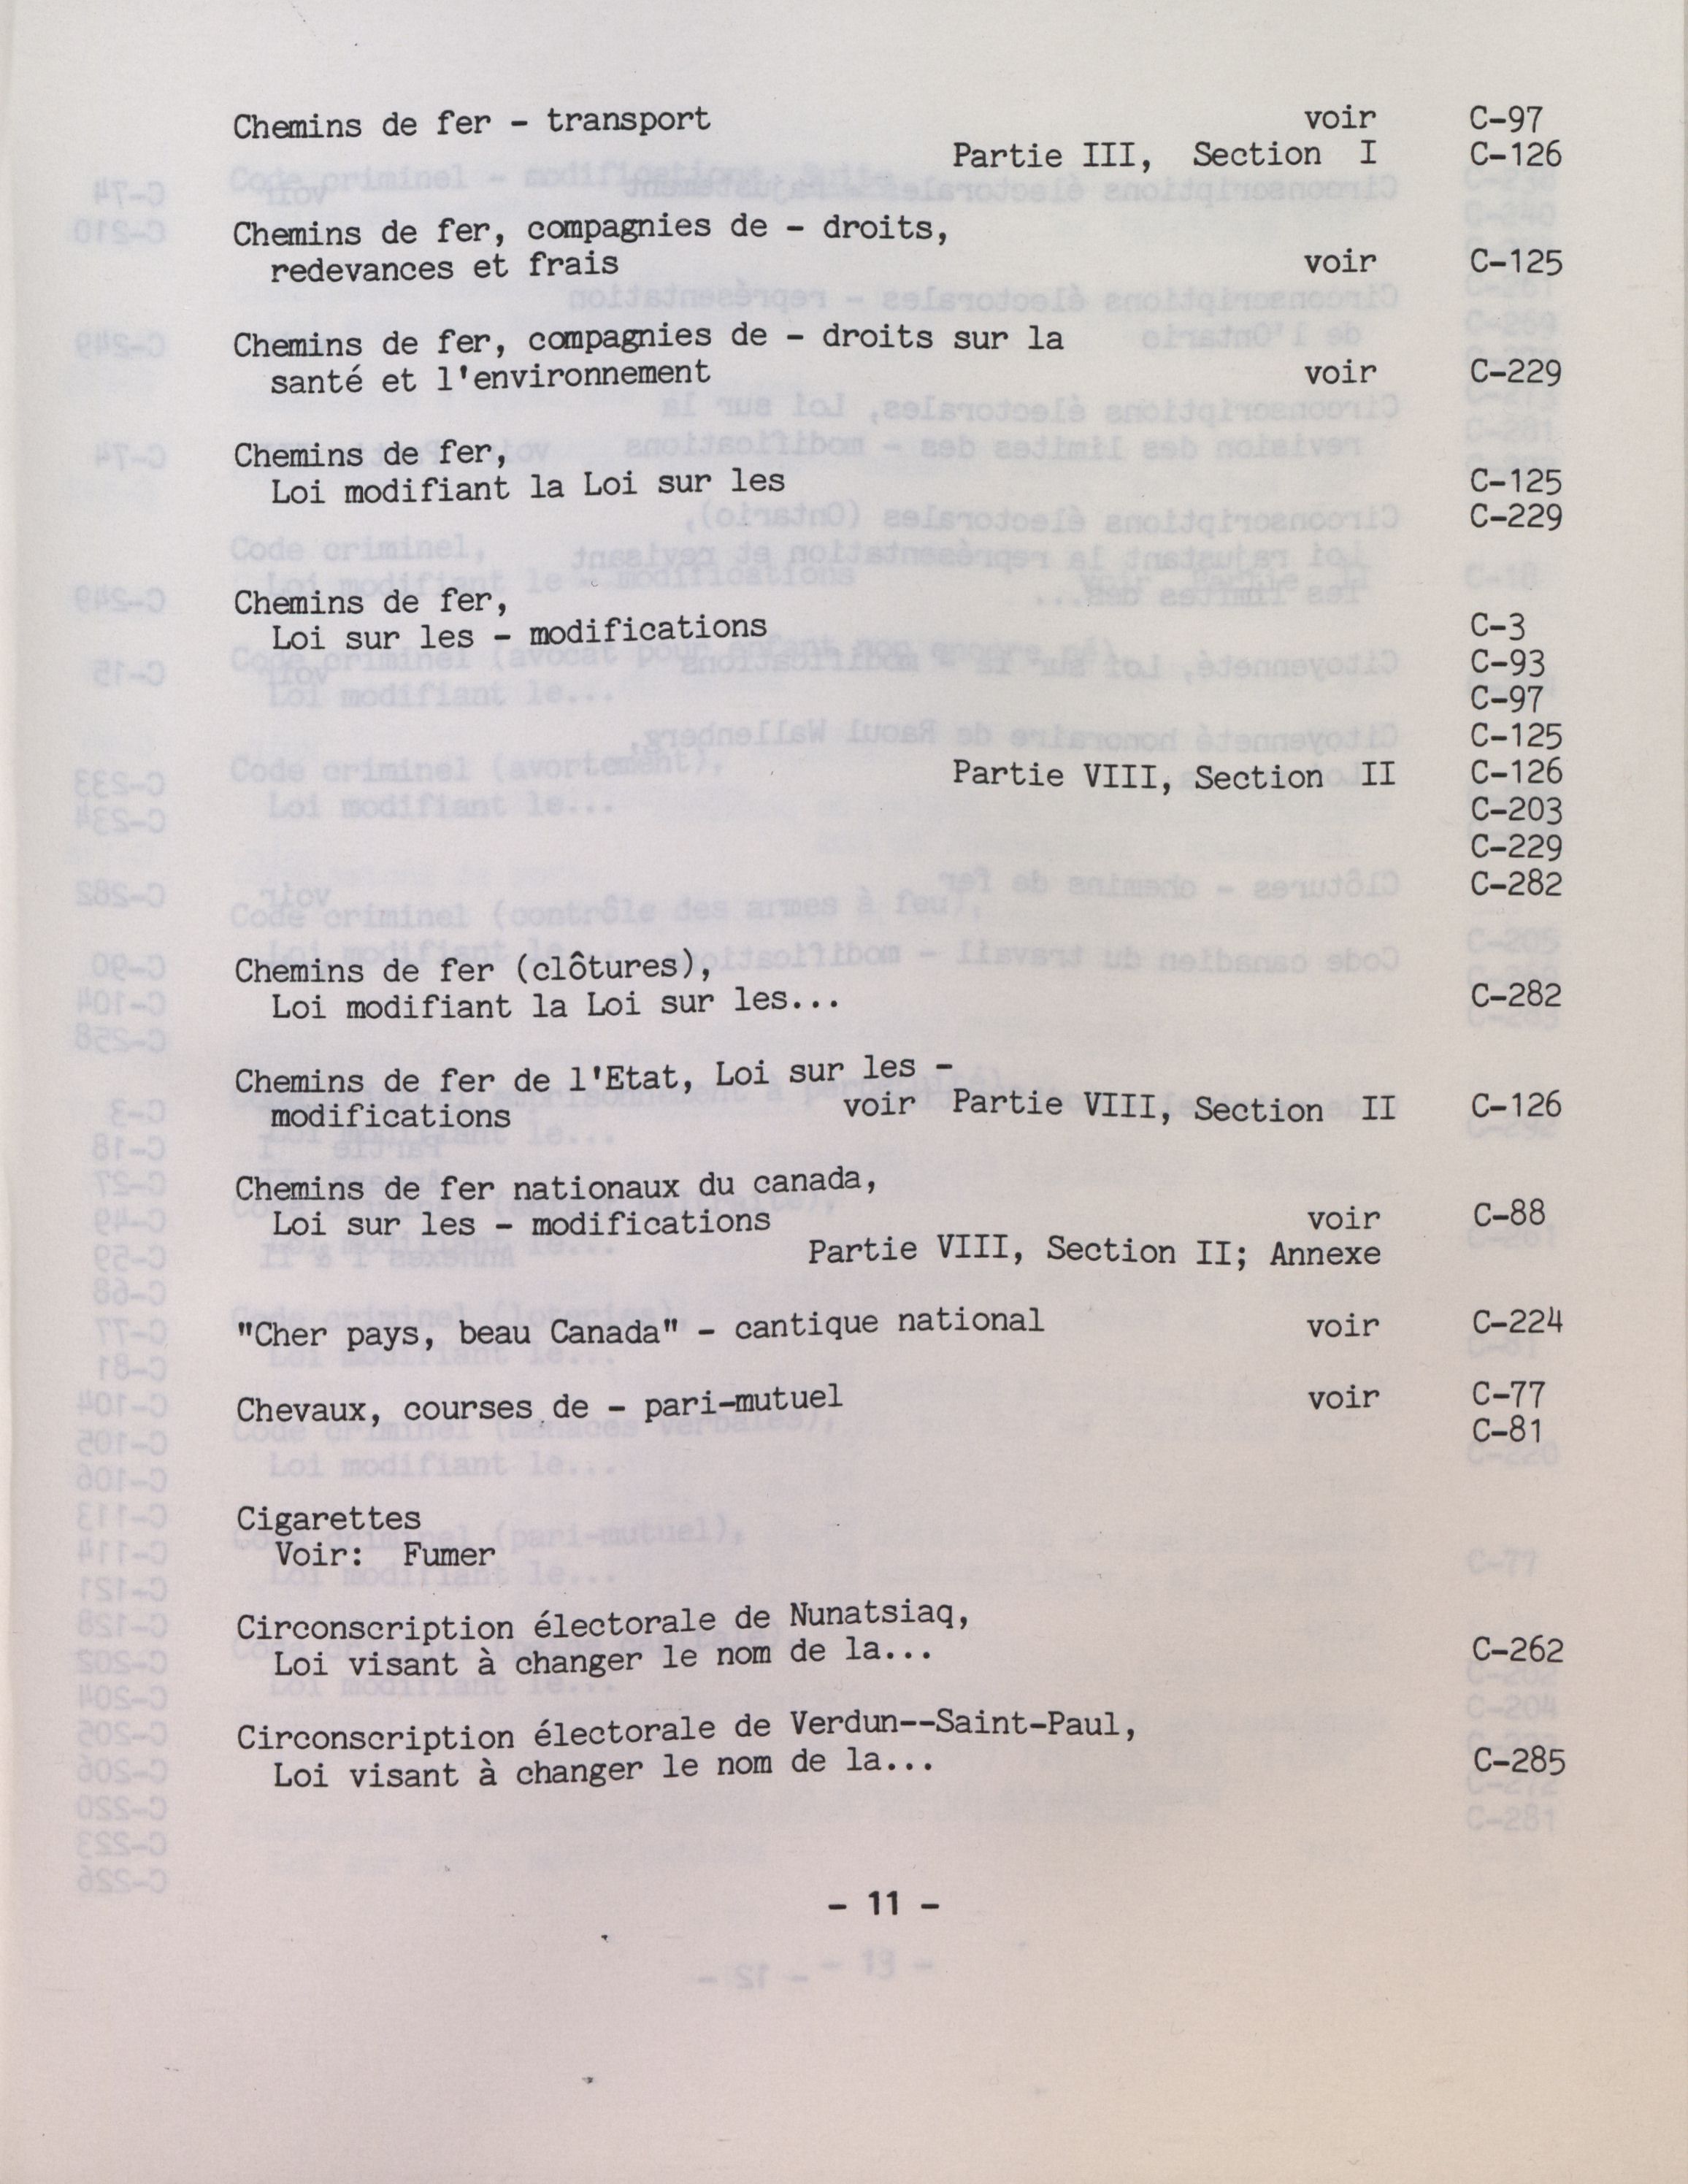 Chemins de fer - transport voir C-97
Partie III, Section I C-126
Chemins de fer, compagnies de - droits,
redevances et frais voir C-125
Chemins de fer, compagnies de - droits sur la
santé et l'environnement voir C-229
Chemins de fer,
Loi modifiant la Loi sur les C-125
C-229
Chemins de fer,
Loi sur les - modifications C-3
C-93
C-97
C-125
Partie VIII, Section II C-126
C-203
C-229
C-282
Chemins de fer (clôtures),
Loi modifiant la Loi sur les... C-282
Chemins de fer de l'Etat, Loi sur les -
modifications voir Partie VIII, Section II C-126
Chemins de fer nationaux du canada,
Loi sur les - modifications voir C-88
Partie VIII, Section II; Annexe
"Cher pays, beau Canada" - cantique national voir C-224
Chevaux, courses de - pari-mutuel voir C-77
C-81
Cigarettes
Voir: Fumer
Circonscription électorale de Nunatsiaq,
Loi visant à changer le nom de la... C-262
Circonscription électorale de Verdun--Saint-Paul,
Loi visant à changer le nom de la... C-285
- 11 -